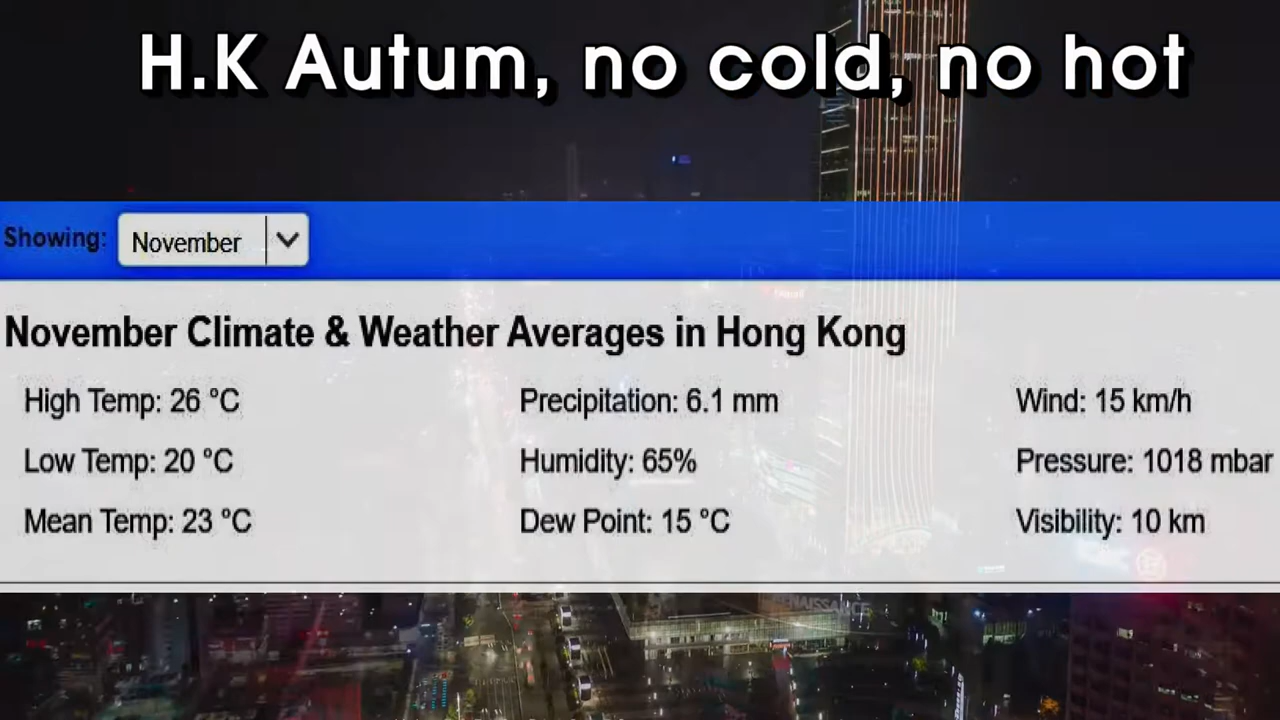 H.K Autum, no cold, no hot
Showing: November
November Climate & Weather Averages in Hong Kong
High Temp: 26 °C
Precipitation: 6.1 mm
Wind: 15 km/h
Low Temp: 20 °C
Humidity: 65%
Pressure: 1018 mbar
Mean Temp: 23 °C
Dew Point: 15 °C
Visibility: 10 km
RENAISSANCE